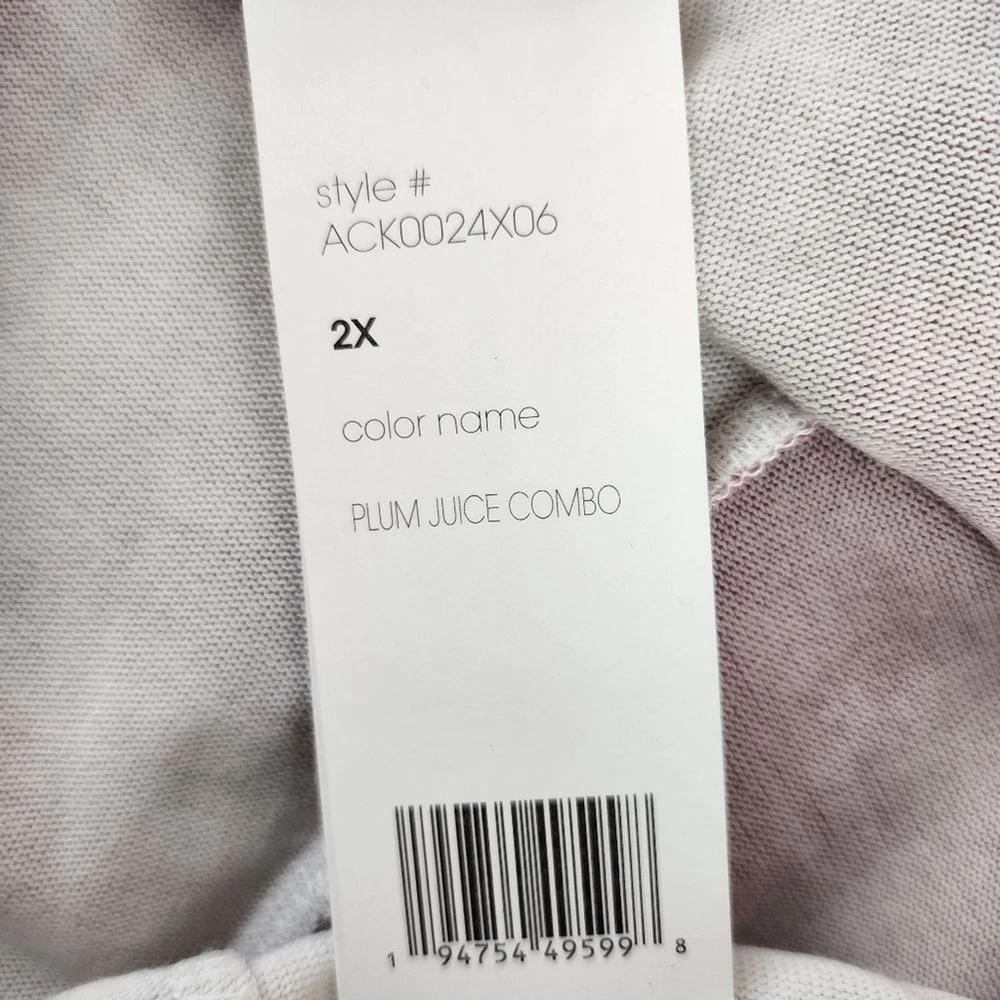 style #
ACK0024X06
2X
color name
PLUM JUICE COMBO
1 94754 49599 8